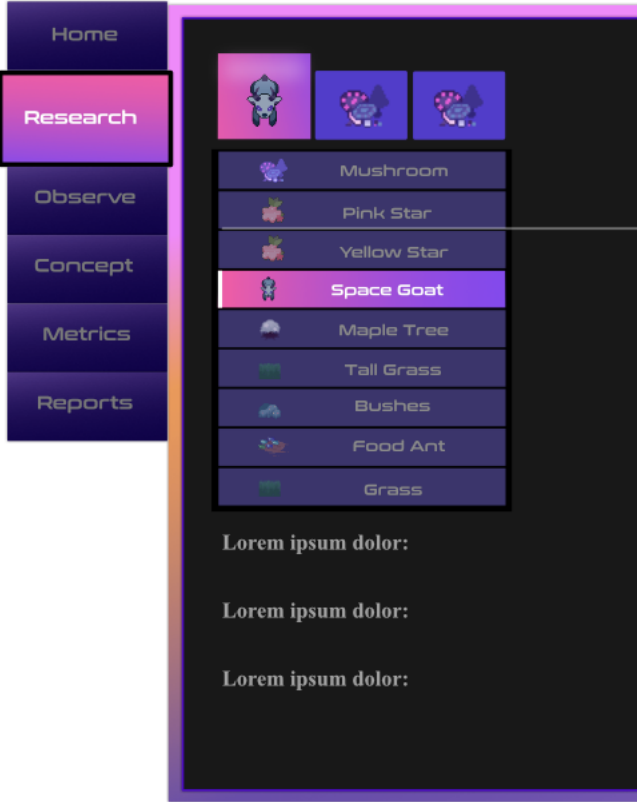 Home
Research
Observe
Concept
Metrics
Reports
Mushroom
Pink Star
Yellow Star
Space Goat
Maple Tree
Tall Grass
Bushes
Food Ant
Grass
Lorem ipsum dolor:
Lorem ipsum dolor:
Lorem ipsum dolor: